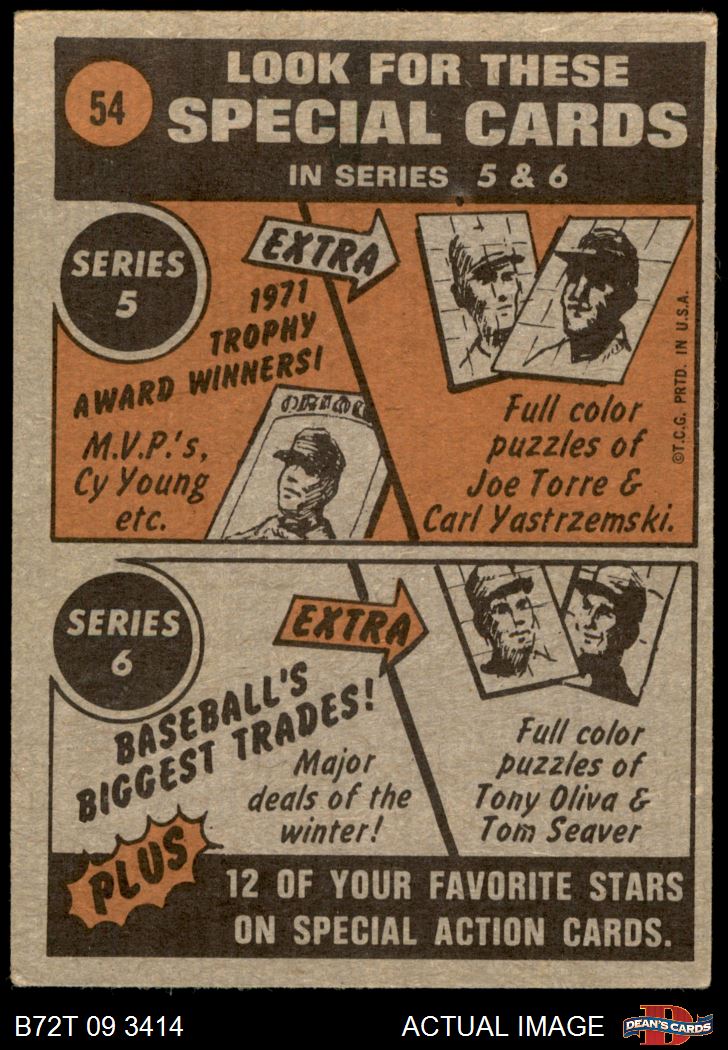 54
LOOK FOR THESE
SPECIAL CARDS
IN SERIES 5 & 6
SERIES
5
EXTRA
1971
TROPHY
AWARD WINNERS!
M.V.P.'s,
Cy Young
etc.
ORIOL
Full color
puzzles of
Joe Torre &
Carl Yastrzemski.
©T.C.G. PRTD. IN U.S.A.
SERIES
6
EXTRA
BASEBALL'S
BIGGEST TRADES!
Major
deals of the
winter!
Full color
puzzles of
Tony Oliva &
Tom Seaver
PLUS
12 OF YOUR FAVORITE STARS
ON SPECIAL ACTION CARDS.
B72T 09 3414
ACTUAL IMAGE
D
DEAN'S CARDS